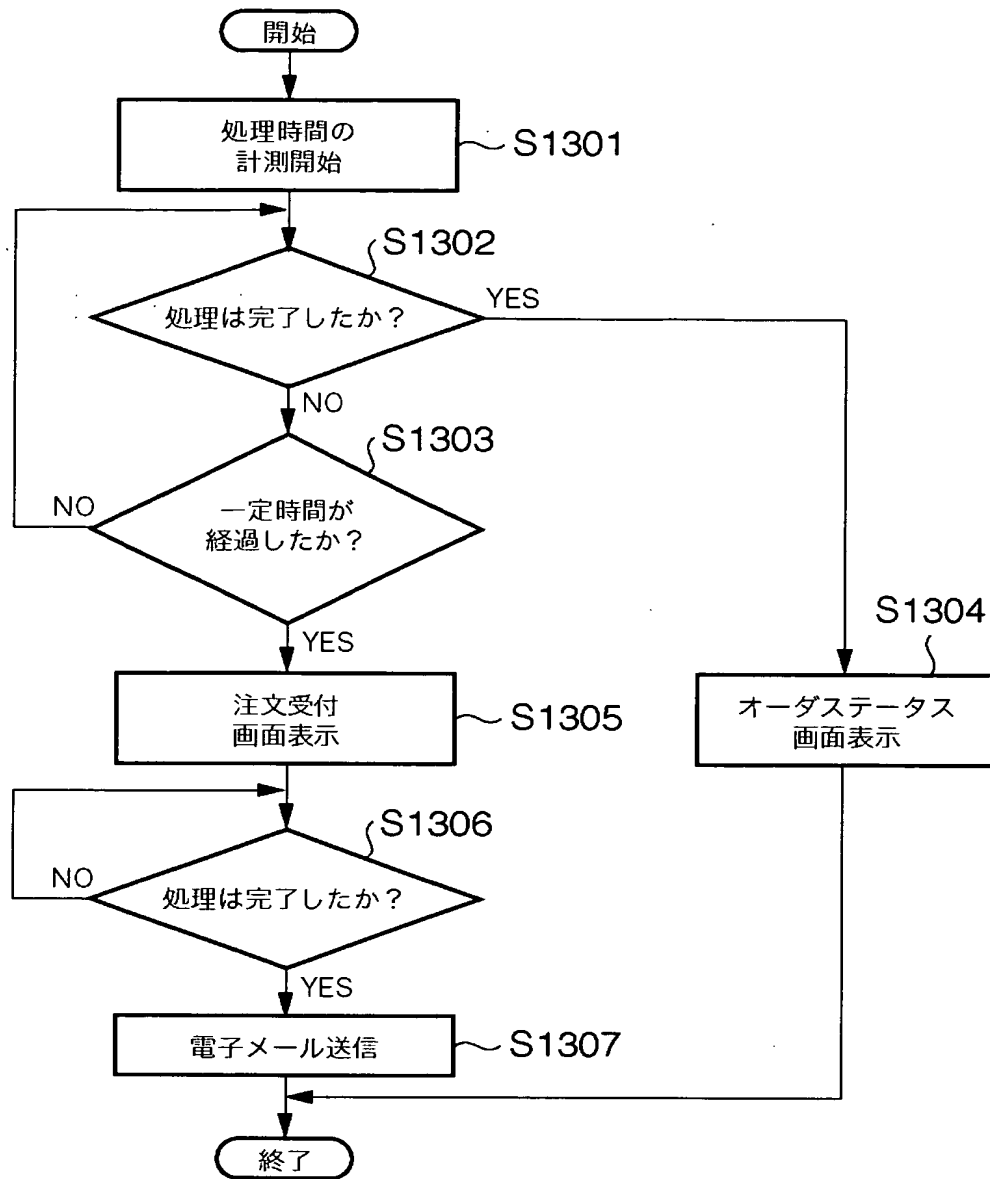 開始
処理時間の
計測開始
S1301
S1302
処理は完了したか？
YES
NO
S1303
一定時間が
経過したか？
NO
YES
S1304
オーダステータス
画面表示
注文受付
画面表示
S1305
S1306
処理は完了したか？
NO
YES
電子メール送信
S1307
終了